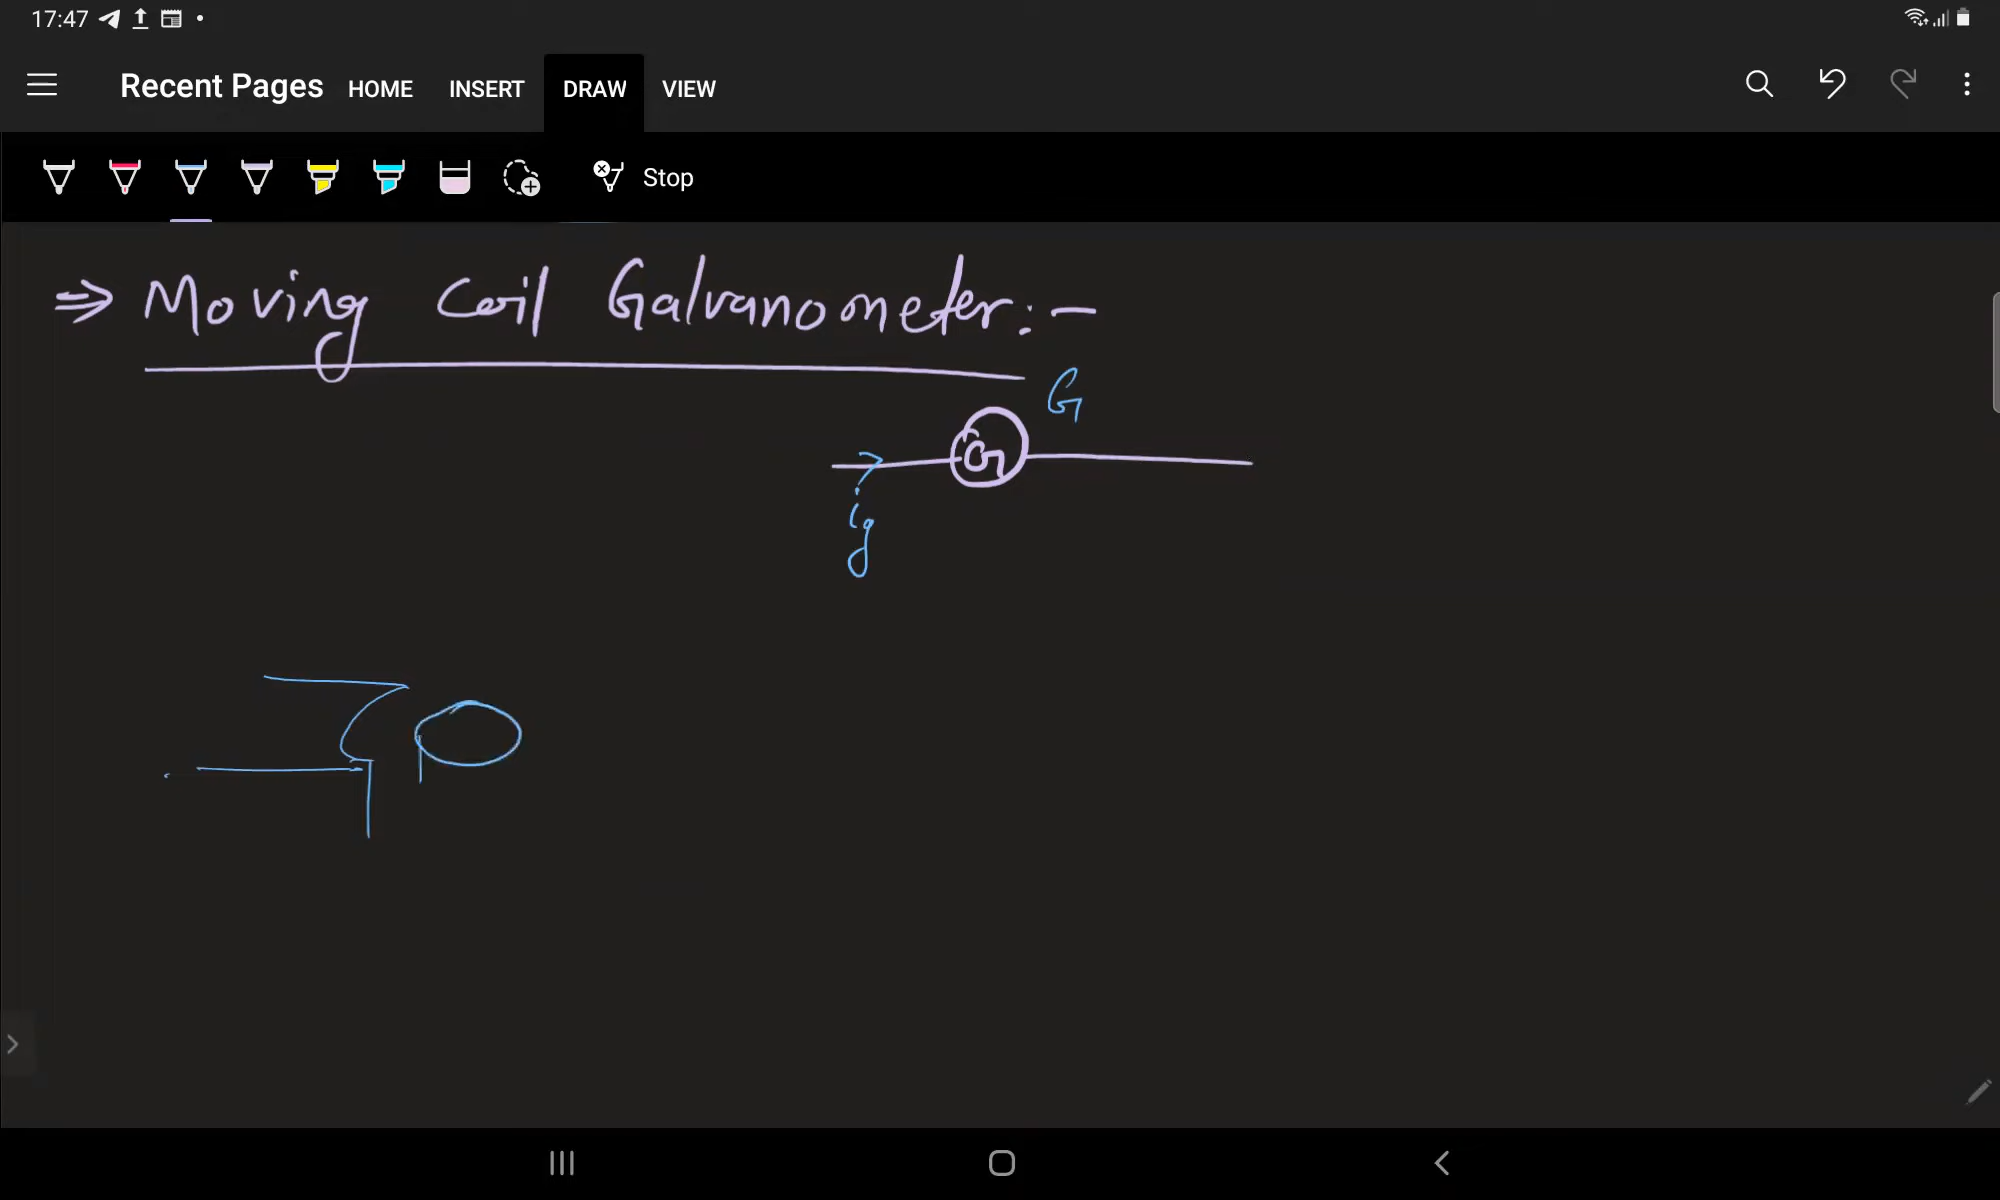 17:47
Recent Pages HOME INSERT DRAW VIEW
Stop
⇒ Moving Coil Galvanometer:-
G
G
ig